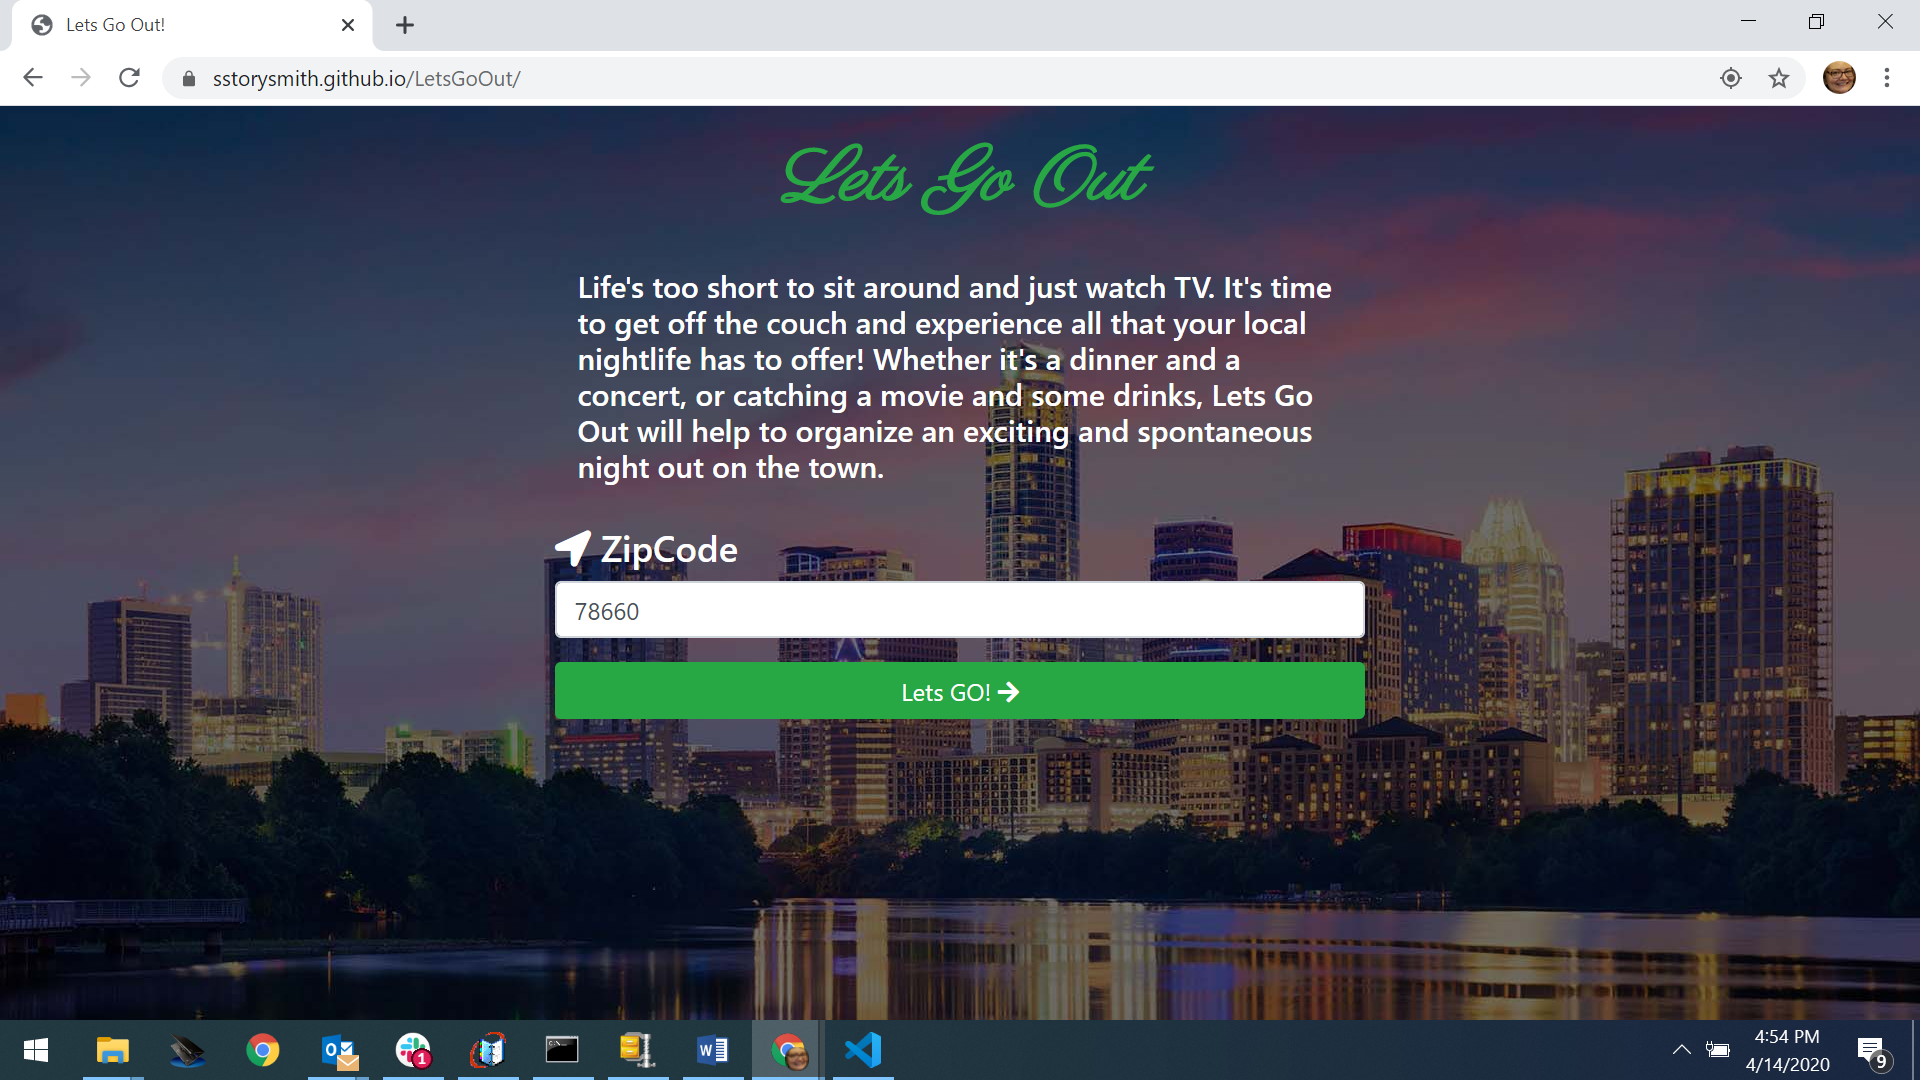 Lets Go Out!
sstorysmith.github.io/LetsGoOut/
Lets Go Out
Life's too short to sit around and just watch TV. It's time
to get off the couch and experience all that your local
nightlife has to offer! Whether it's a dinner and a
concert, or catching a movie and some drinks, Lets Go
Out will help to organize an exciting and spontaneous
night out on the town.
ZipCode
78660
Lets GO!
1
4:54 PM
4/14/2020
9